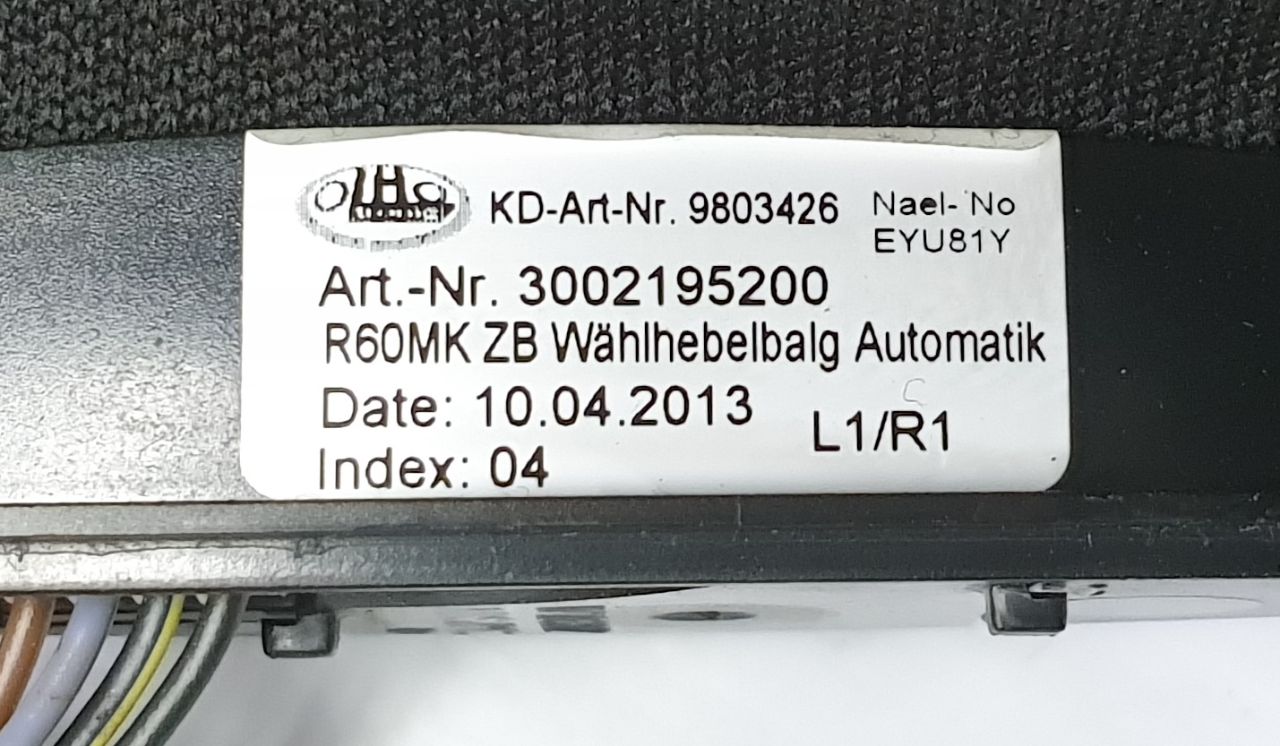 KD-Art-Nr. 9803426
Nael- No
EYU81Y
Art.-Nr. 3002195200
R60MK ZB Wählhebelbalg Automatik
Date: 10.04.2013
L1/R1
Index: 04